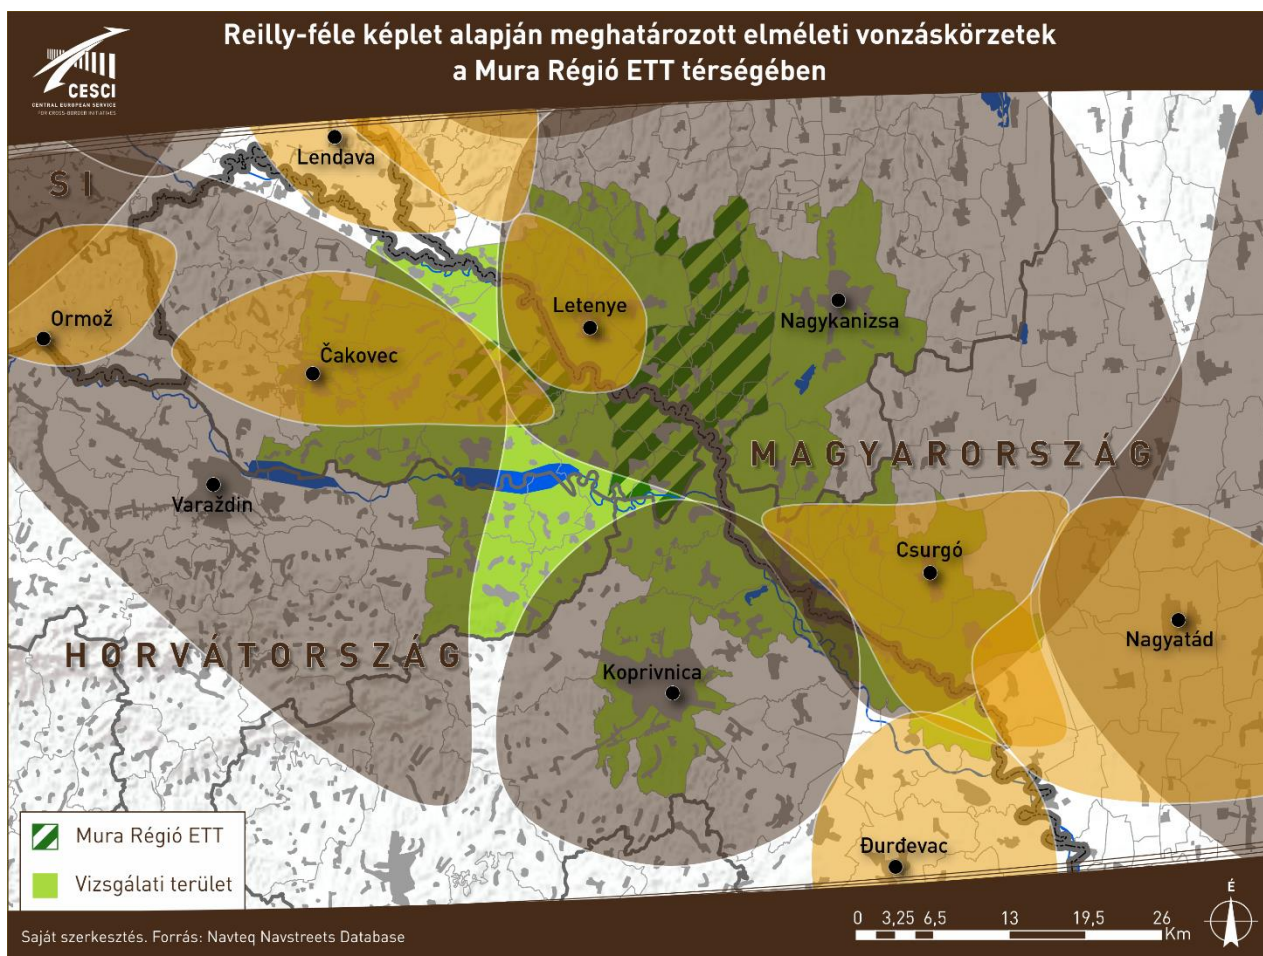 Reilly-féle képlet alapján meghatározott elméleti vonzáskörzetek
a Mura Régió ETT térségében
CESCI
CENTRAL EUROPEAN SERVICE
FOR CROSS-BORDER INITIATIVES
Lendava
SI
Ormož
Letenye
Nagykanizsa
Čakovec
MAGYARORSZÁG
Varaždin
Csurgó
Nagyatád
HORVÁTORSZÁG
Koprivnica
Đurđevac
Mura Régió ETT
Vizsgálati terület
É
0 3,25 6,5 13 19,5 26
Km
Saját szerkesztés. Forrás: Navteq Navstreets Database